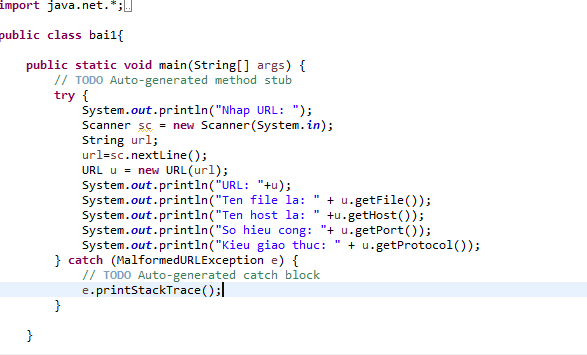 import java.net.*;
public class bai1{
public static void main(String[] args) {
// TODO Auto-generated method stub
try {
System.out.println("Nhap URL: ");
Scanner sc = new Scanner(System.in);
String url;
url=sc.nextLine();
URL u = new URL(url);
System.out.println("URL: "+u);
System.out.println("Ten file la: " + u.getFile());
System.out.println("Ten host la: " +u.getHost());
System.out.println("So hieu cong: "+ u.getPort());
System.out.println("Kieu giao thuc: " + u.getProtocol());
} catch (MalformedURLException e) {
// TODO Auto-generated catch block
e.printStackTrace();
}
}